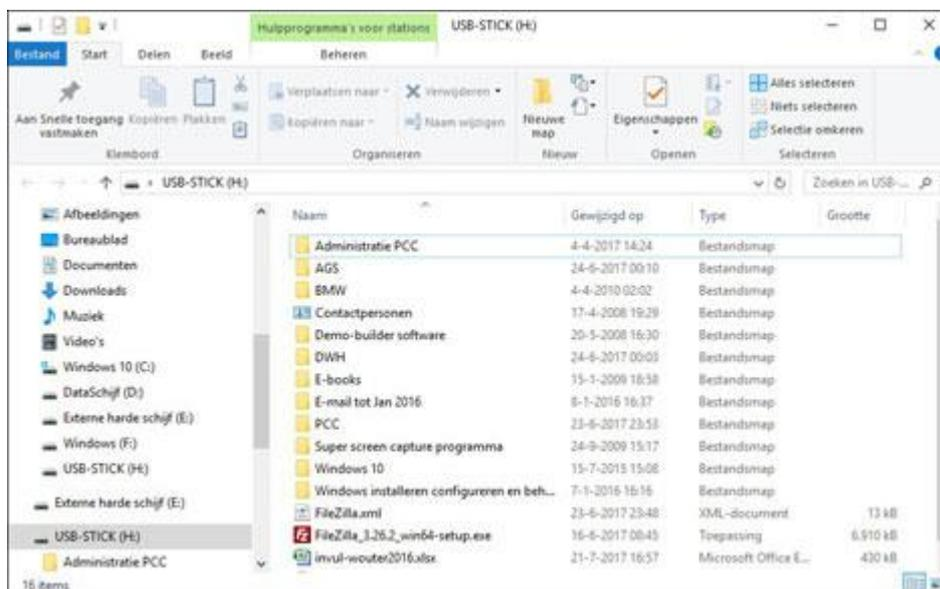 Hulpprogramma's voor stations
USB-STICK (H:)
Bestand Start Delen Beeld Beheren
Aan Snelle toegang vastmaken
Kopiëren
Plakken
Klembord
Verplaatsen naar
Kopiëren naar
Verwijderen
Naam wijzigen
Organiseren
Nieuwe map
Nieuw
Eigenschappen
Openen
Alles selecteren
Niets selecteren
Selectie omkeren
Selecteren
USB-STICK (H:)
Zoeken in USB-...
Afbeeldingen
Bureaublad
Documenten
Downloads
Muziek
Video's
Windows 10 (C:)
DataSchijf (D:)
Externe harde schijf (E:)
Windows (F:)
USB-STICK (H:)
Externe harde schijf (E:)
USB-STICK (H:)
Administratie PCC
Naam Gewijzigd op Type Grootte
Administratie PCC 4-4-2017 14:24 Bestandsmap
AGS 24-6-2017 00:10 Bestandsmap
BMW 4-4-2010 02:02 Bestandsmap
Contactpersonen 17-4-2008 19:29 Bestandsmap
Demo-builder software 20-5-2008 16:30 Bestandsmap
DWH 24-6-2017 00:03 Bestandsmap
E-books 15-1-2009 18:58 Bestandsmap
E-mail tot Jan 2016 8-1-2016 16:37 Bestandsmap
PCC 23-6-2017 23:53 Bestandsmap
Super screen capture programma 24-9-2009 15:17 Bestandsmap
Windows 10 15-7-2015 15:08 Bestandsmap
Windows installeren configureren en beh... 7-1-2016 16:16 Bestandsmap
FileZilla.xml 23-6-2017 23:48 XML-document 13 kB
FileZilla_3.26.2_win64-setup.exe 16-6-2017 08:45 Toepassing 6.910 kB
invul-wouter2016.xlsx 21-7-2017 16:57 Microsoft Office E... 430 kB
16 items